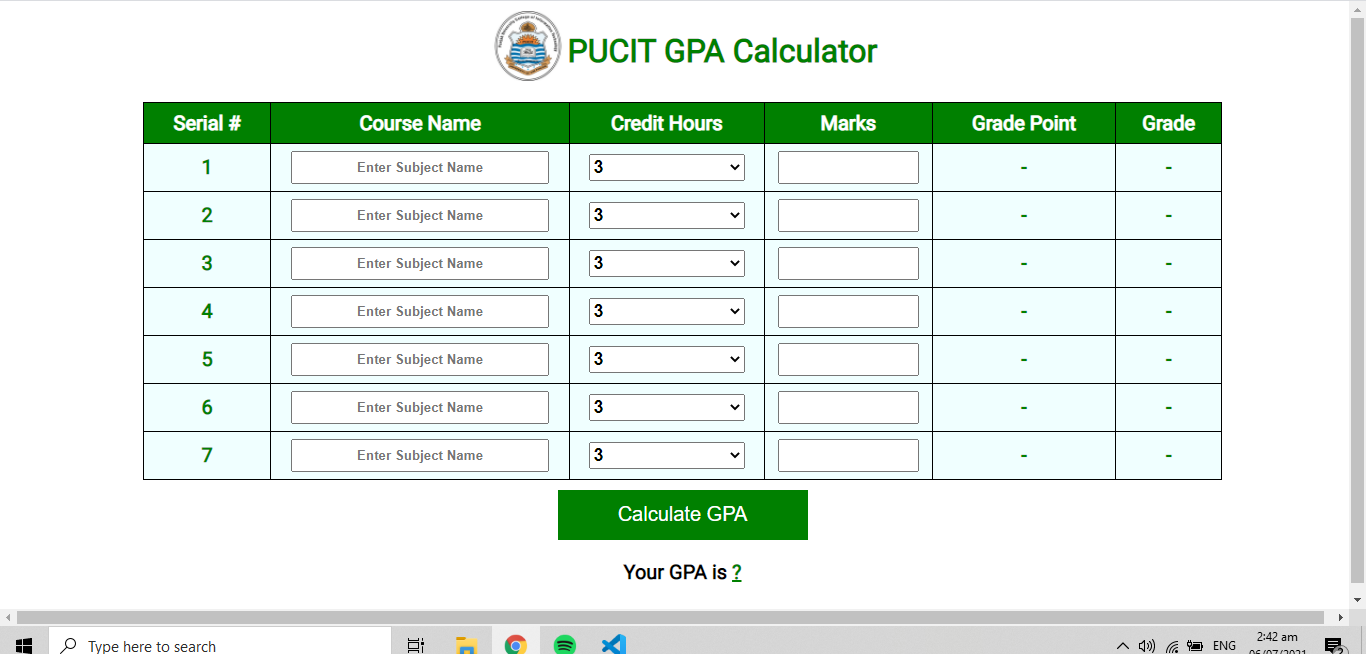 PUCIT GPA Calculator
Serial # Course Name Credit Hours Marks Grade Point Grade
1 Enter Subject Name 3 - -
2 Enter Subject Name 3 - -
3 Enter Subject Name 3 - -
4 Enter Subject Name 3 - -
5 Enter Subject Name 3 - -
6 Enter Subject Name 3 - -
7 Enter Subject Name 3 - -
Calculate GPA
Your GPA is ?
Type here to search
ENG
2:42 am
06/07/2021